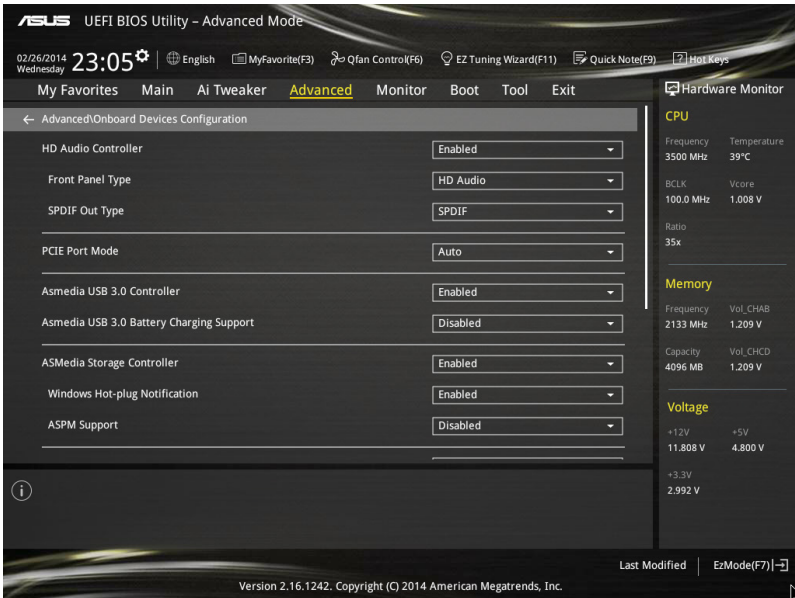 ASUS UEFI BIOS Utility – Advanced Mode
02/26/2014 Wednesday 23:05 English MyFavorite(F3) Qfan Control(F6) EZ Tuning Wizard(F11) Quick Note(F9) ? Hot Keys
My Favorites Main Ai Tweaker Advanced Monitor Boot Tool Exit
← Advanced\Onboard Devices Configuration
HD Audio Controller Enabled
Front Panel Type HD Audio
SPDIF Out Type SPDIF
PCIE Port Mode Auto
Asmedia USB 3.0 Controller Enabled
Asmedia USB 3.0 Battery Charging Support Disabled
ASMedia Storage Controller Enabled
Windows Hot-plug Notification Enabled
ASPM Support Disabled
Hardware Monitor
CPU
Frequency Temperature
3500 MHz 39°C
BCLK Vcore
100.0 MHz 1.008 V
Ratio
35x
Memory
Frequency Vol_CHAB
2133 MHz 1.209 V
Capacity Vol_CHCD
4096 MB 1.209 V
Voltage
+12V +5V
11.808 V 4.800 V
+3.3V
2.992 V
Last Modified EzMode(F7)
Version 2.16.1242. Copyright (C) 2014 American Megatrends, Inc.